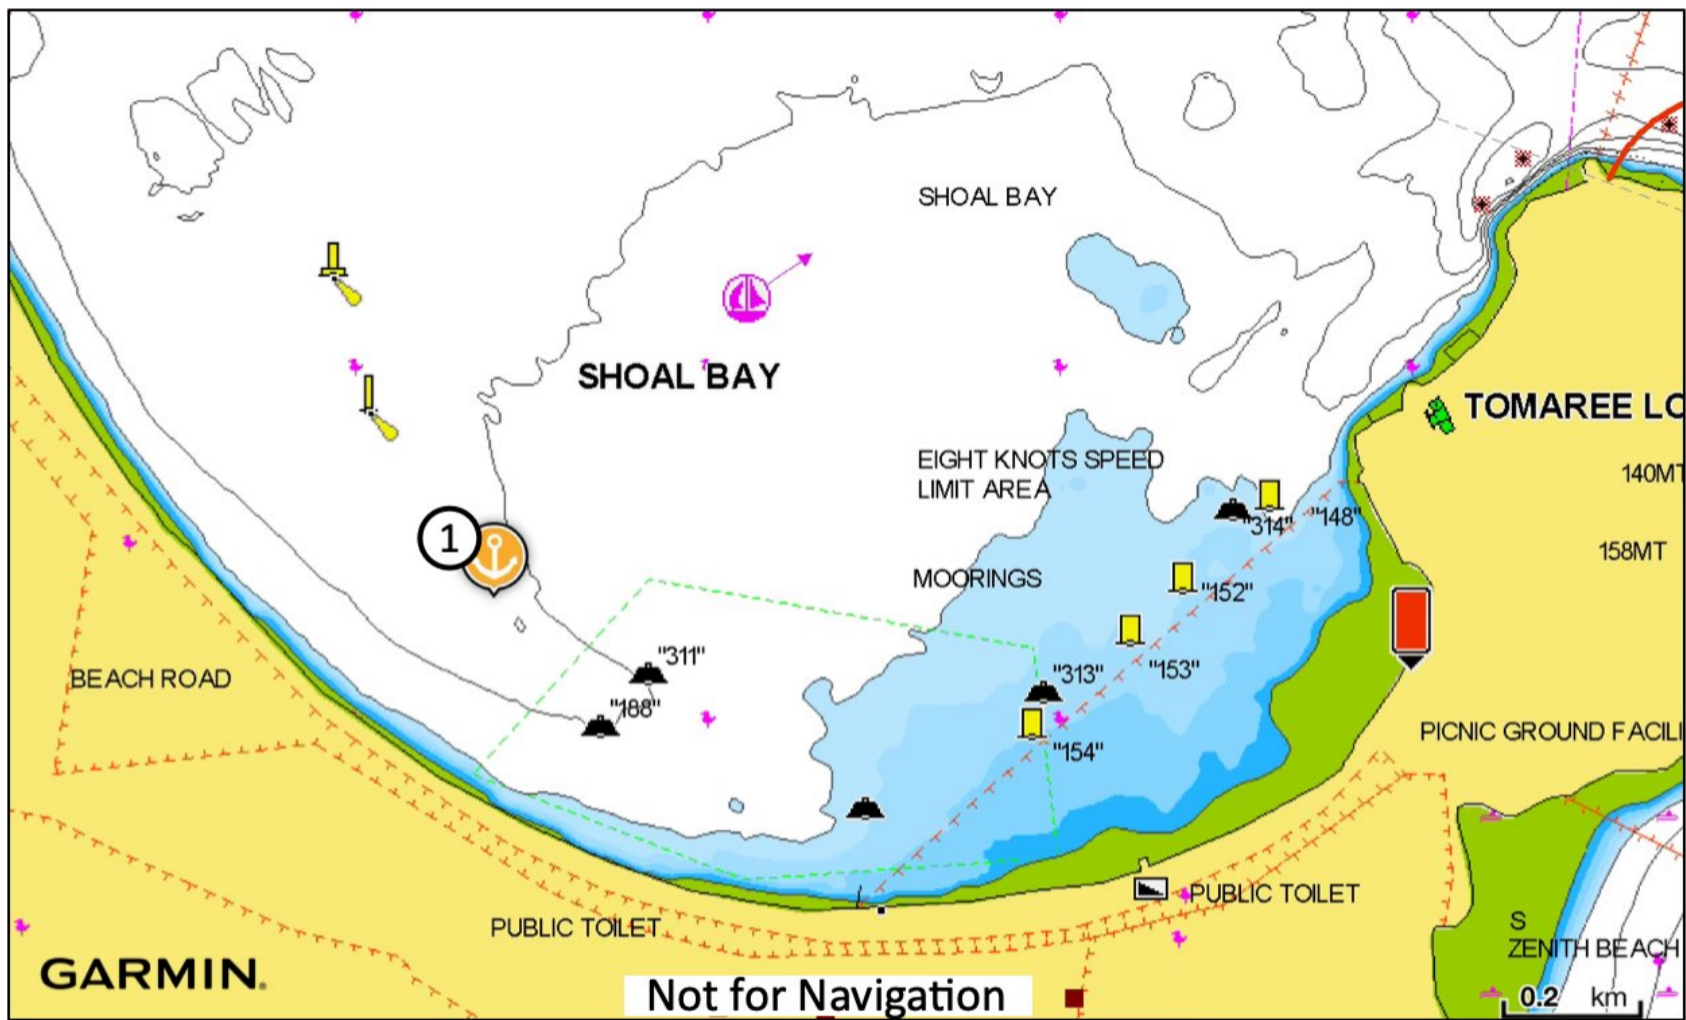 SHOAL BAY
SHOAL BAY
TOMAREE LC
EIGHT KNOTS SPEED
LIMIT AREA
140MT
"314"
"148"
1
158MT
MOORINGS
"152"
"311"
"153"
"313"
BEACH ROAD
"188"
PICNIC GROUND FACILI
"154"
PUBLIC TOILET
PUBLIC TOILET
S
ZENITH BEACH
GARMIN.
Not for Navigation
0.2 km